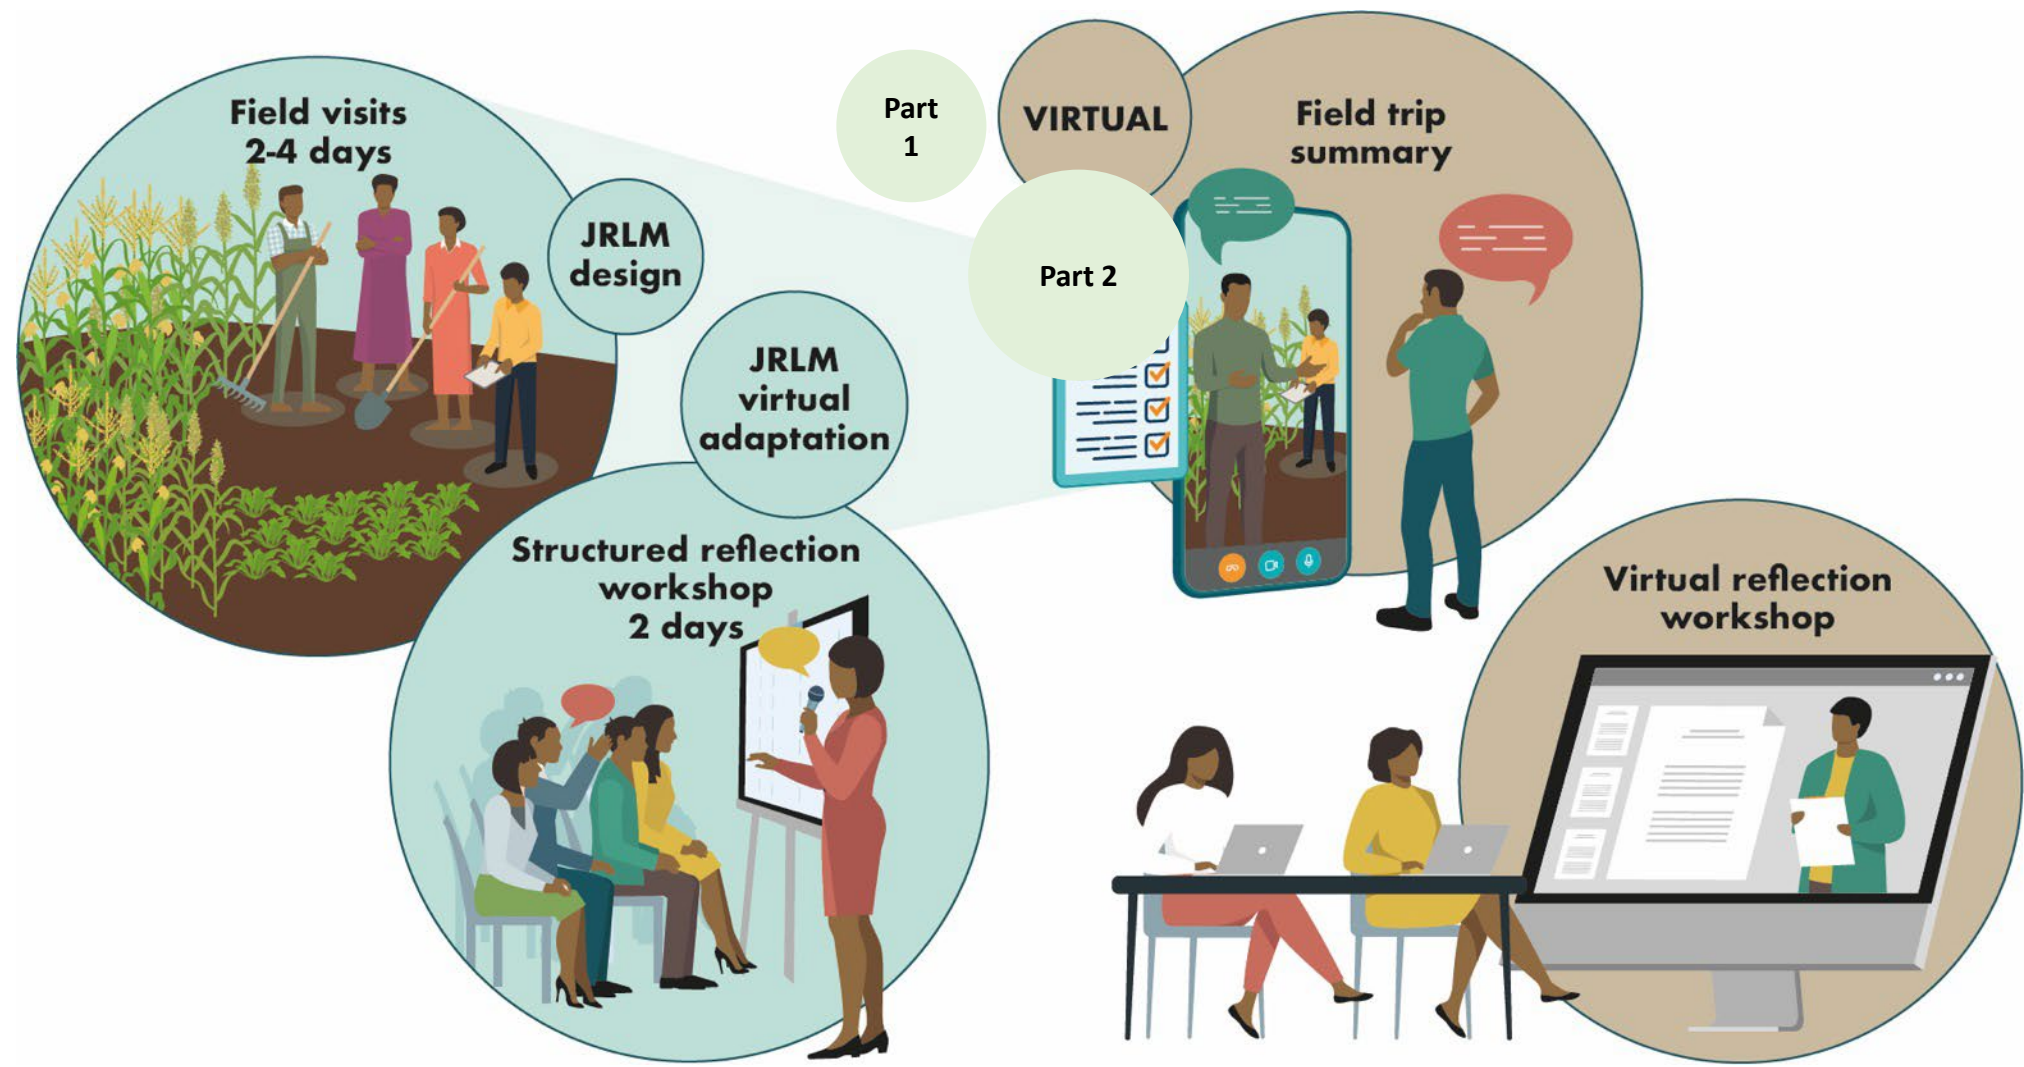 Field visits
2-4 days
JRLM
design
JRLM
virtual
adaptation
Structured reflection
workshop
2 days
Part
1
VIRTUAL
Part 2
Field trip
summary
Virtual reflection
workshop